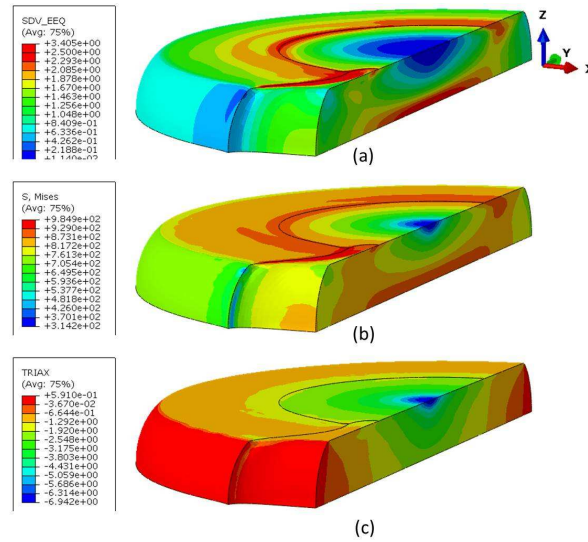 SDV_EEQ
(Avg: 75%)
+3.405e+00
+2.500e+00
+2.293e+00
+2.085e+00
+1.878e+00
+1.670e+00
+1.463e+00
+1.256e+00
+1.048e+00
+8.409e-01
+6.336e-01
+4.262e-01
+2.188e-01
+1.140e-02
Z
Y
X
(a)
S, Mises
(Avg: 75%)
+9.849e+02
+9.290e+02
+8.731e+02
+8.172e+02
+7.613e+02
+7.054e+02
+6.495e+02
+5.936e+02
+5.377e+02
+4.818e+02
+4.260e+02
+3.701e+02
+3.142e+02
(b)
TRIAX
(Avg: 75%)
+5.910e-01
-3.670e-02
-6.644e-01
-1.292e+00
-1.920e+00
-2.548e+00
-3.803e+00
-4.431e+00
-5.059e+00
-5.686e+00
-6.314e+00
-6.942e+00
(c)